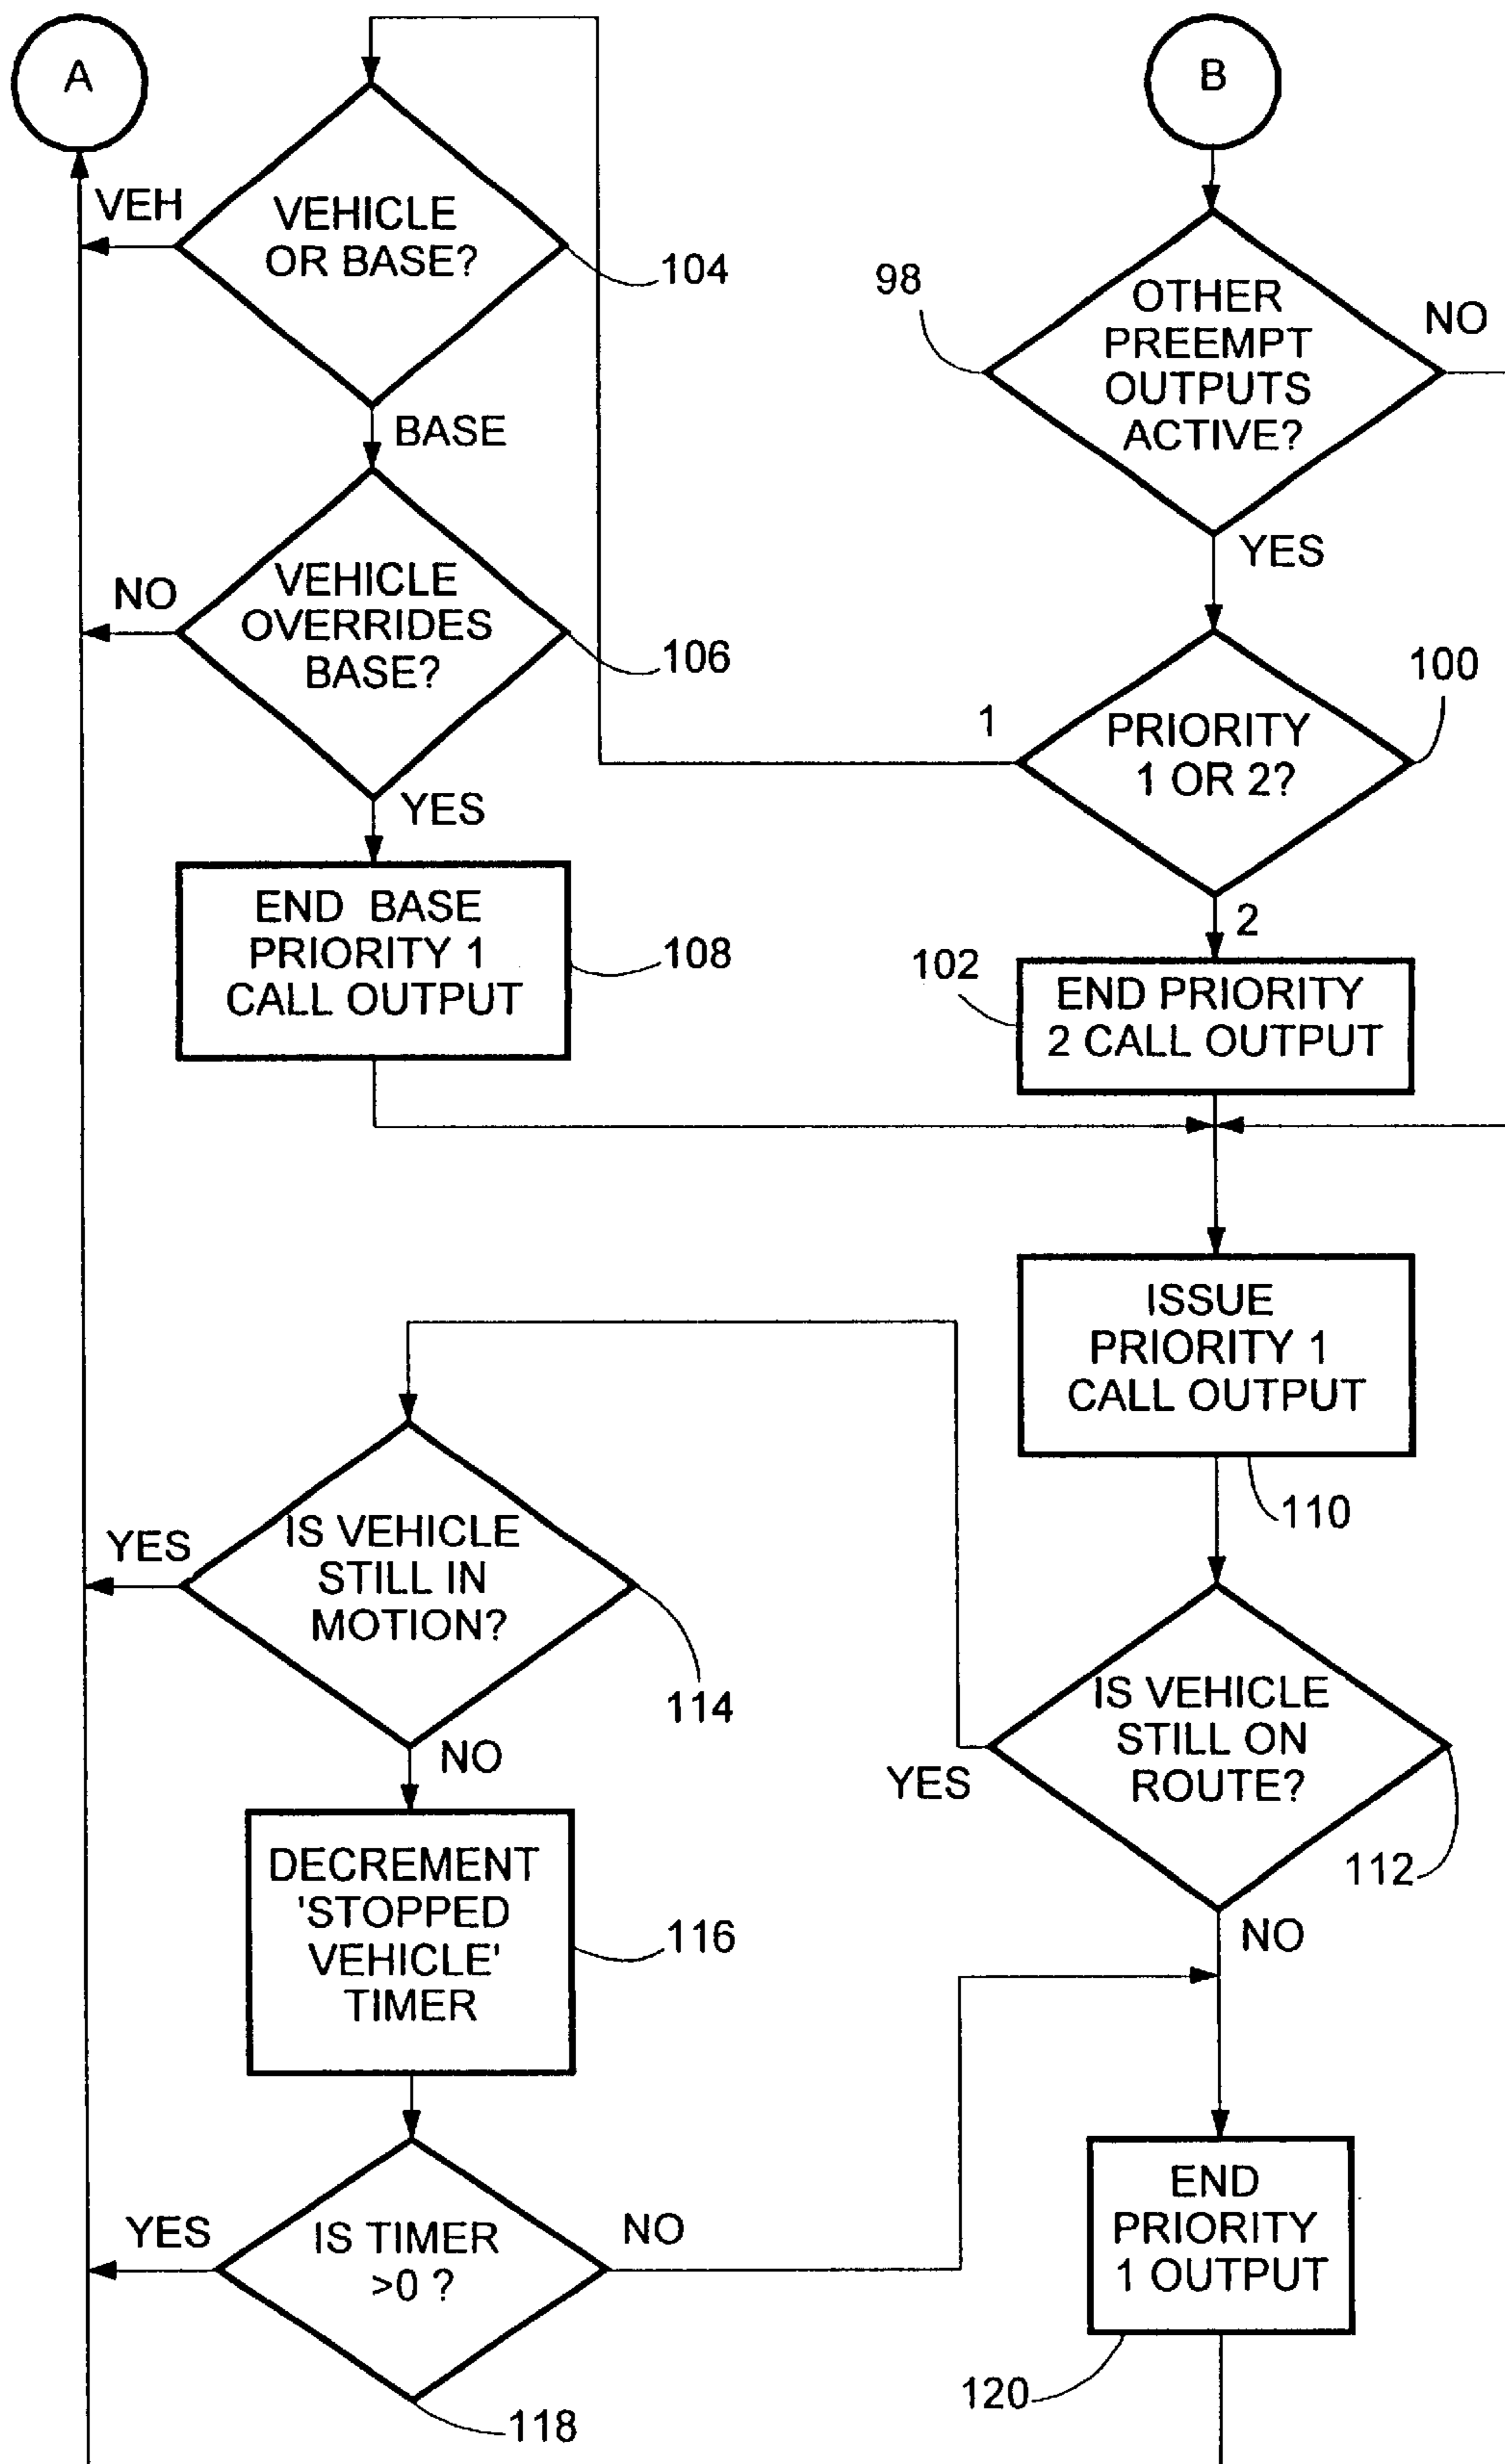 A
B
VEHICLE
OR BASE?
VEH
104
BASE
98
OTHER
PREEMPT
OUTPUTS
ACTIVE?
NO
YES
VEHICLE
OVERRIDES
BASE?
NO
106
YES
PRIORITY
1 OR 2?
1
100
2
END BASE
PRIORITY 1
CALL OUTPUT
108
102
END PRIORITY
2 CALL OUTPUT
ISSUE
PRIORITY 1
CALL OUTPUT
110
IS VEHICLE
STILL IN
MOTION?
YES
114
NO
IS VEHICLE
STILL ON
ROUTE?
YES
112
NO
DECREMENT
'STOPPED
VEHICLE'
TIMER
116
IS TIMER
>0 ?
YES
NO
118
END
PRIORITY
1 OUTPUT
120